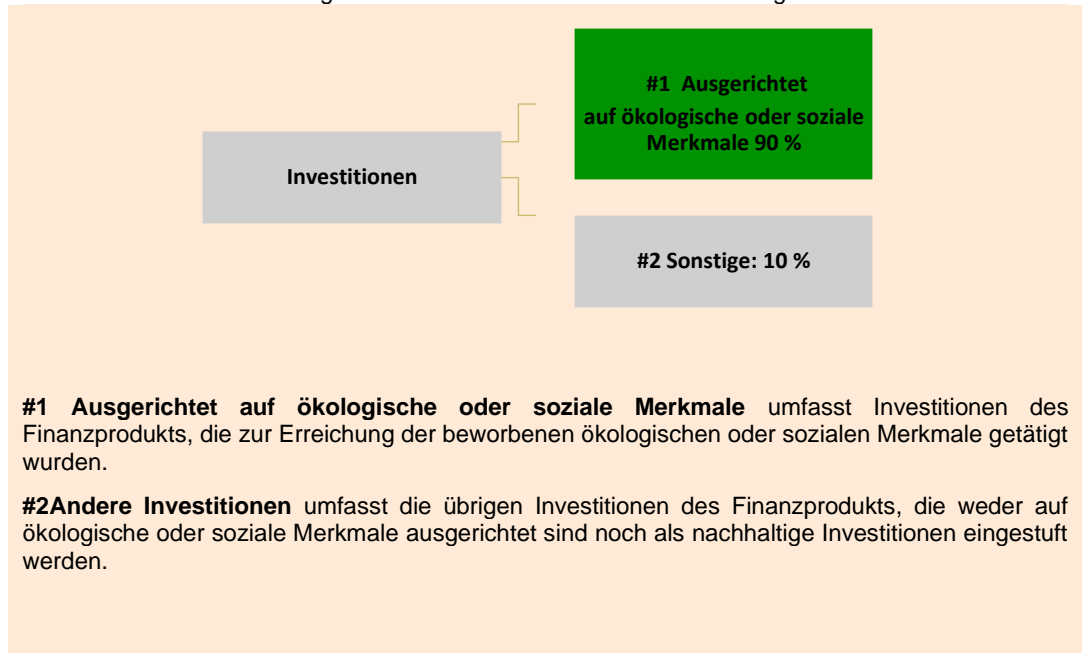 #1 Ausgerichtet
auf ökologische oder soziale
Merkmale 90 %
Investitionen
#2 Sonstige: 10 %
#1 Ausgerichtet auf ökologische oder soziale Merkmale umfasst Investitionen des
Finanzprodukts, die zur Erreichung der beworbenen ökologischen oder sozialen Merkmale getätigt
wurden.
#2Andere Investitionen umfasst die übrigen Investitionen des Finanzprodukts, die weder auf
ökologische oder soziale Merkmale ausgerichtet sind noch als nachhaltige Investitionen eingestuft
werden.